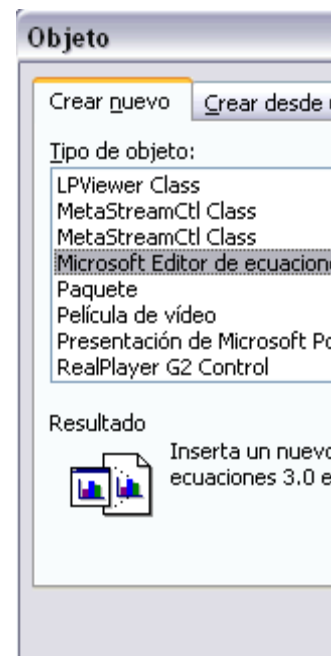 Objeto
Crear nuevo
Crear desde
Tipo de objeto:
LPViewer Class
MetaStreamCtl Class
MetaStreamCtl Class
Microsoft Editor de ecuacione
Paquete
Película de vídeo
Presentación de Microsoft Po
RealPlayer G2 Control
Resultado
Inserta un nuevo
ecuaciones 3.0 e